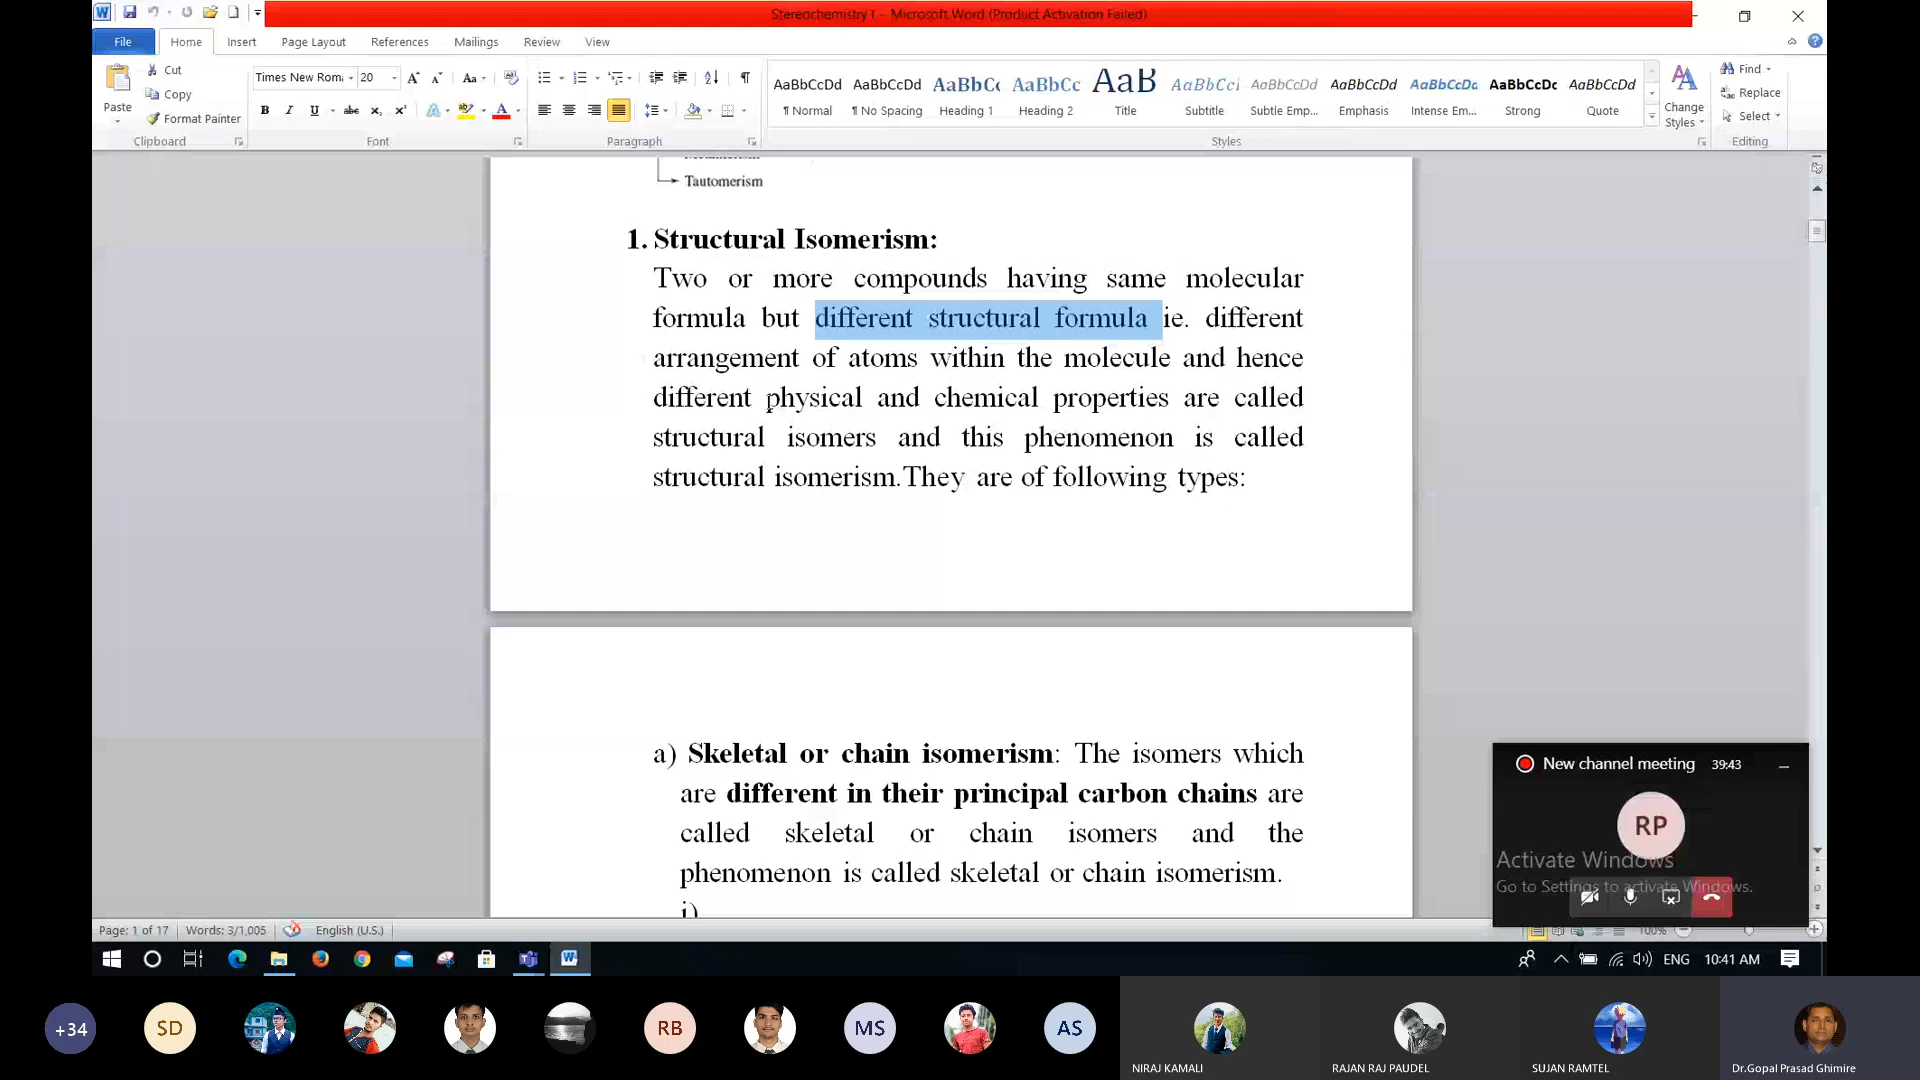 Stereochemistry I - Microsoft Word (Product Activation Failed)
File Home Insert Page Layout References Mailings Review View
Paste
Cut
Copy
Format Painter
Clipboard
Times New Roma 20
Font
Paragraph
AaBbCcDd AaBbCcDd AaBbCc AaBbCc AaB AaBbCcI AaBbCcDd AaBbCcDd AaBbCcDc AaBbCcDc AaBbCcDd
¶ Normal ¶ No Spacing Heading 1 Heading 2 Title Subtitle Subtle Emp... Emphasis Intense Em... Strong Quote
Styles
Change
Styles
Find
Replace
Select
Editing
Tautomerism
1. Structural Isomerism:
Two or more compounds having same molecular
formula but different structural formula ie. different
arrangement of atoms within the molecule and hence
different physical and chemical properties are called
structural isomers and this phenomenon is called
structural isomerism.They are of following types:
a) Skeletal or chain isomerism: The isomers which
are different in their principal carbon chains are
called skeletal or chain isomers and the
phenomenon is called skeletal or chain isomerism.
i)
New channel meeting 39:43
RP
Activate Windows
Go to Settings to activate Windows.
Page: 1 of 17 Words: 3/1,005 English (U.S.) 100%
ENG 10:41 AM
+34 SD RB MS AS
NIRAJ KAMALI RAJAN RAJ PAUDEL SUJAN RAMTEL Dr.Gopal Prasad Ghimire